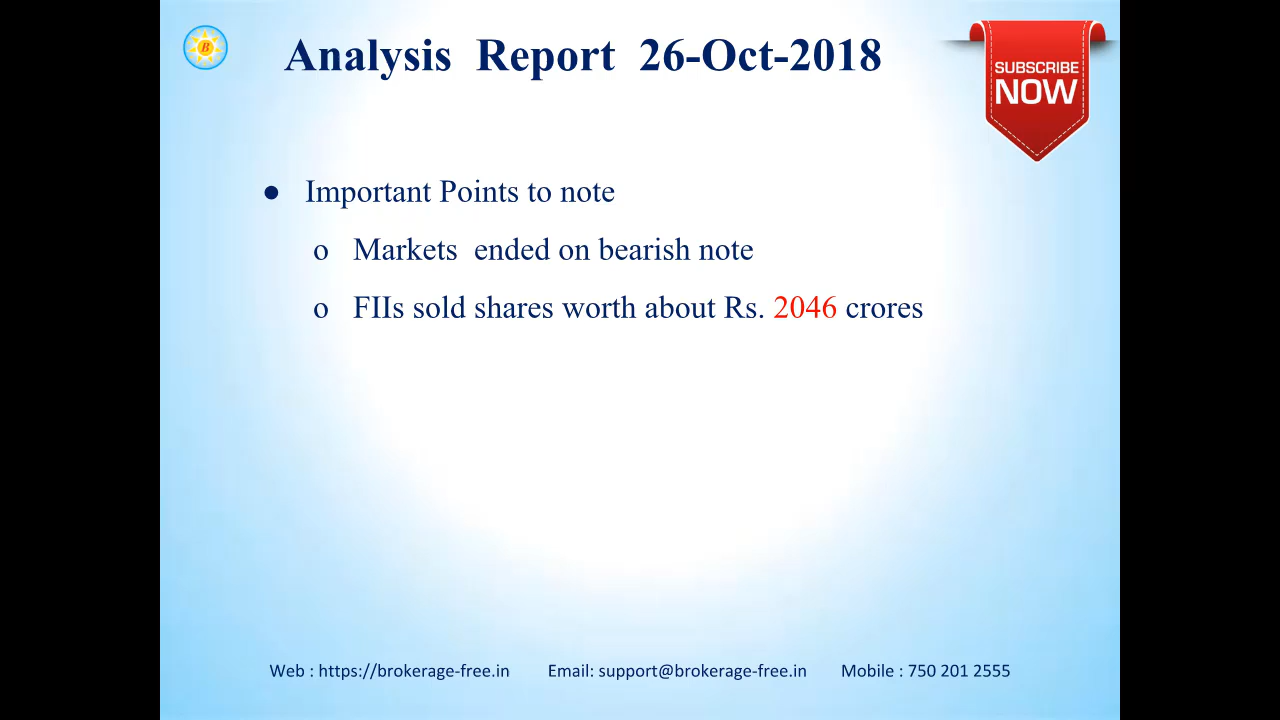 B
Analysis Report 26-Oct-2018
SUBSCRIBE
NOW
● Important Points to note
o Markets ended on bearish note
o FIIs sold shares worth about Rs. 2046 crores
Web : https://brokerage-free.in Email: support@brokerage-free.in Mobile : 750 201 2555